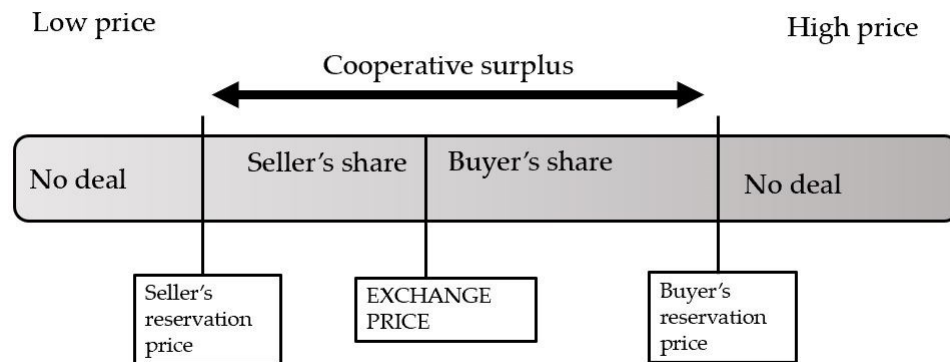 Low price
High price
Cooperative surplus
No deal
Seller's share
Buyer's share
No deal
Seller's
reservation
price
EXCHANGE
PRICE
Buyer's
reservation
price